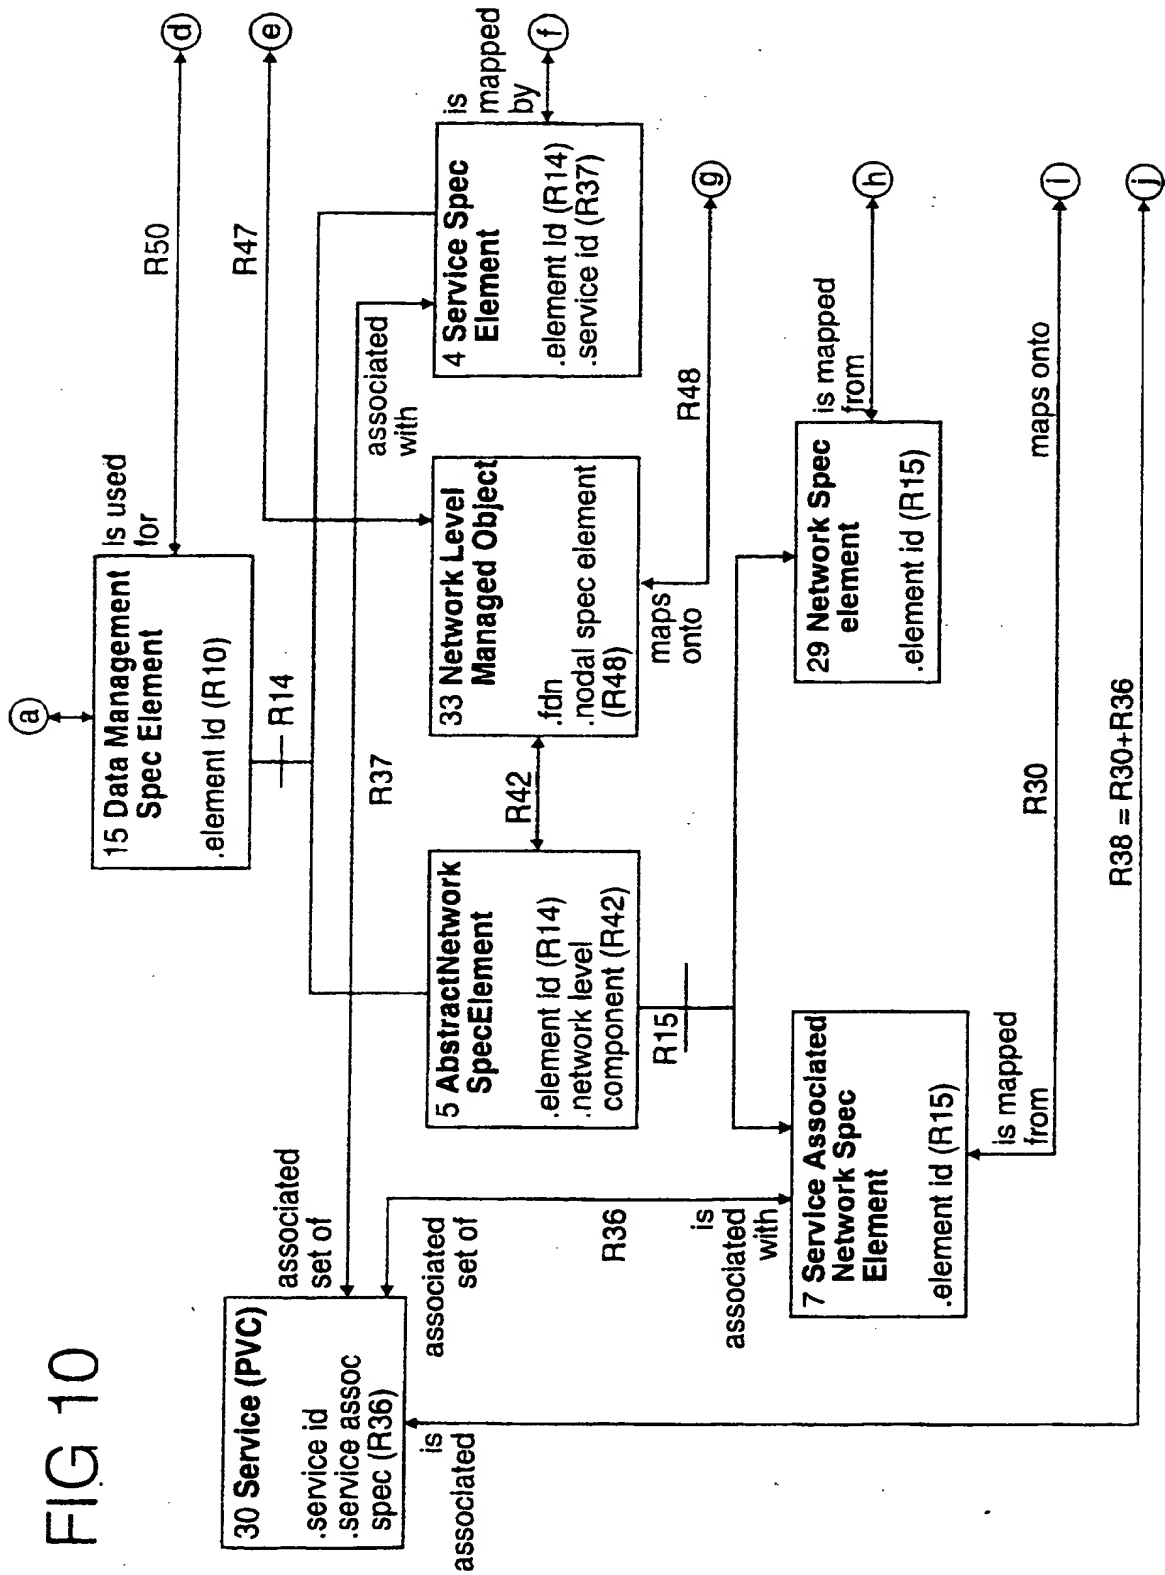 FIG 10
a
15 Data Management
Spec Element
.element id (R10)
Is used
for
R50
d
R14
R47
e
30 Service (PVC)
.service id
.service assoc
spec (R36)
associated
set of
R37
associated
with
4 Service Spec
Element
.element id (R14)
.service id (R37)
is
mapped
by
f
5 AbstractNetwork
SpecElement
.element id (R14)
.network level
component (R42)
R42
33 Network Level
Managed Object
.fdn
.nodal spec element
(R48)
maps
onto
R48
g
is
associated
associated
set of
R36
is
associated
with
R15
7 Service Associated
Network Spec
Element
.element id (R15)
29 Network Spec
element
.element id (R15)
is mapped
from
h
is mapped
from
R30
maps onto
i
R38 = R30+R36
j